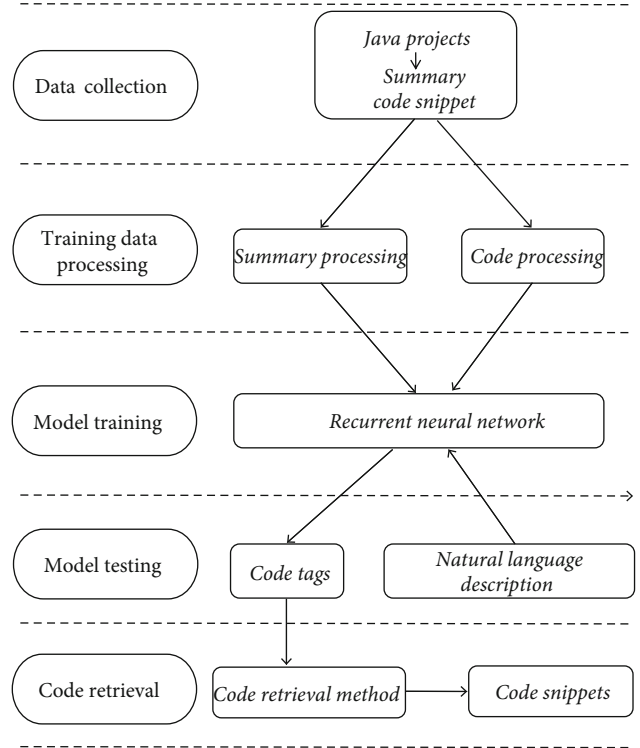 Java projects
Summary
code snippet
Data collection
Training data
processing
Summary processing
Code processing
Model training
Recurrent neural network
Model testing
Code tags
Natural language
description
Code retrieval
Code retrieval method
Code snippets